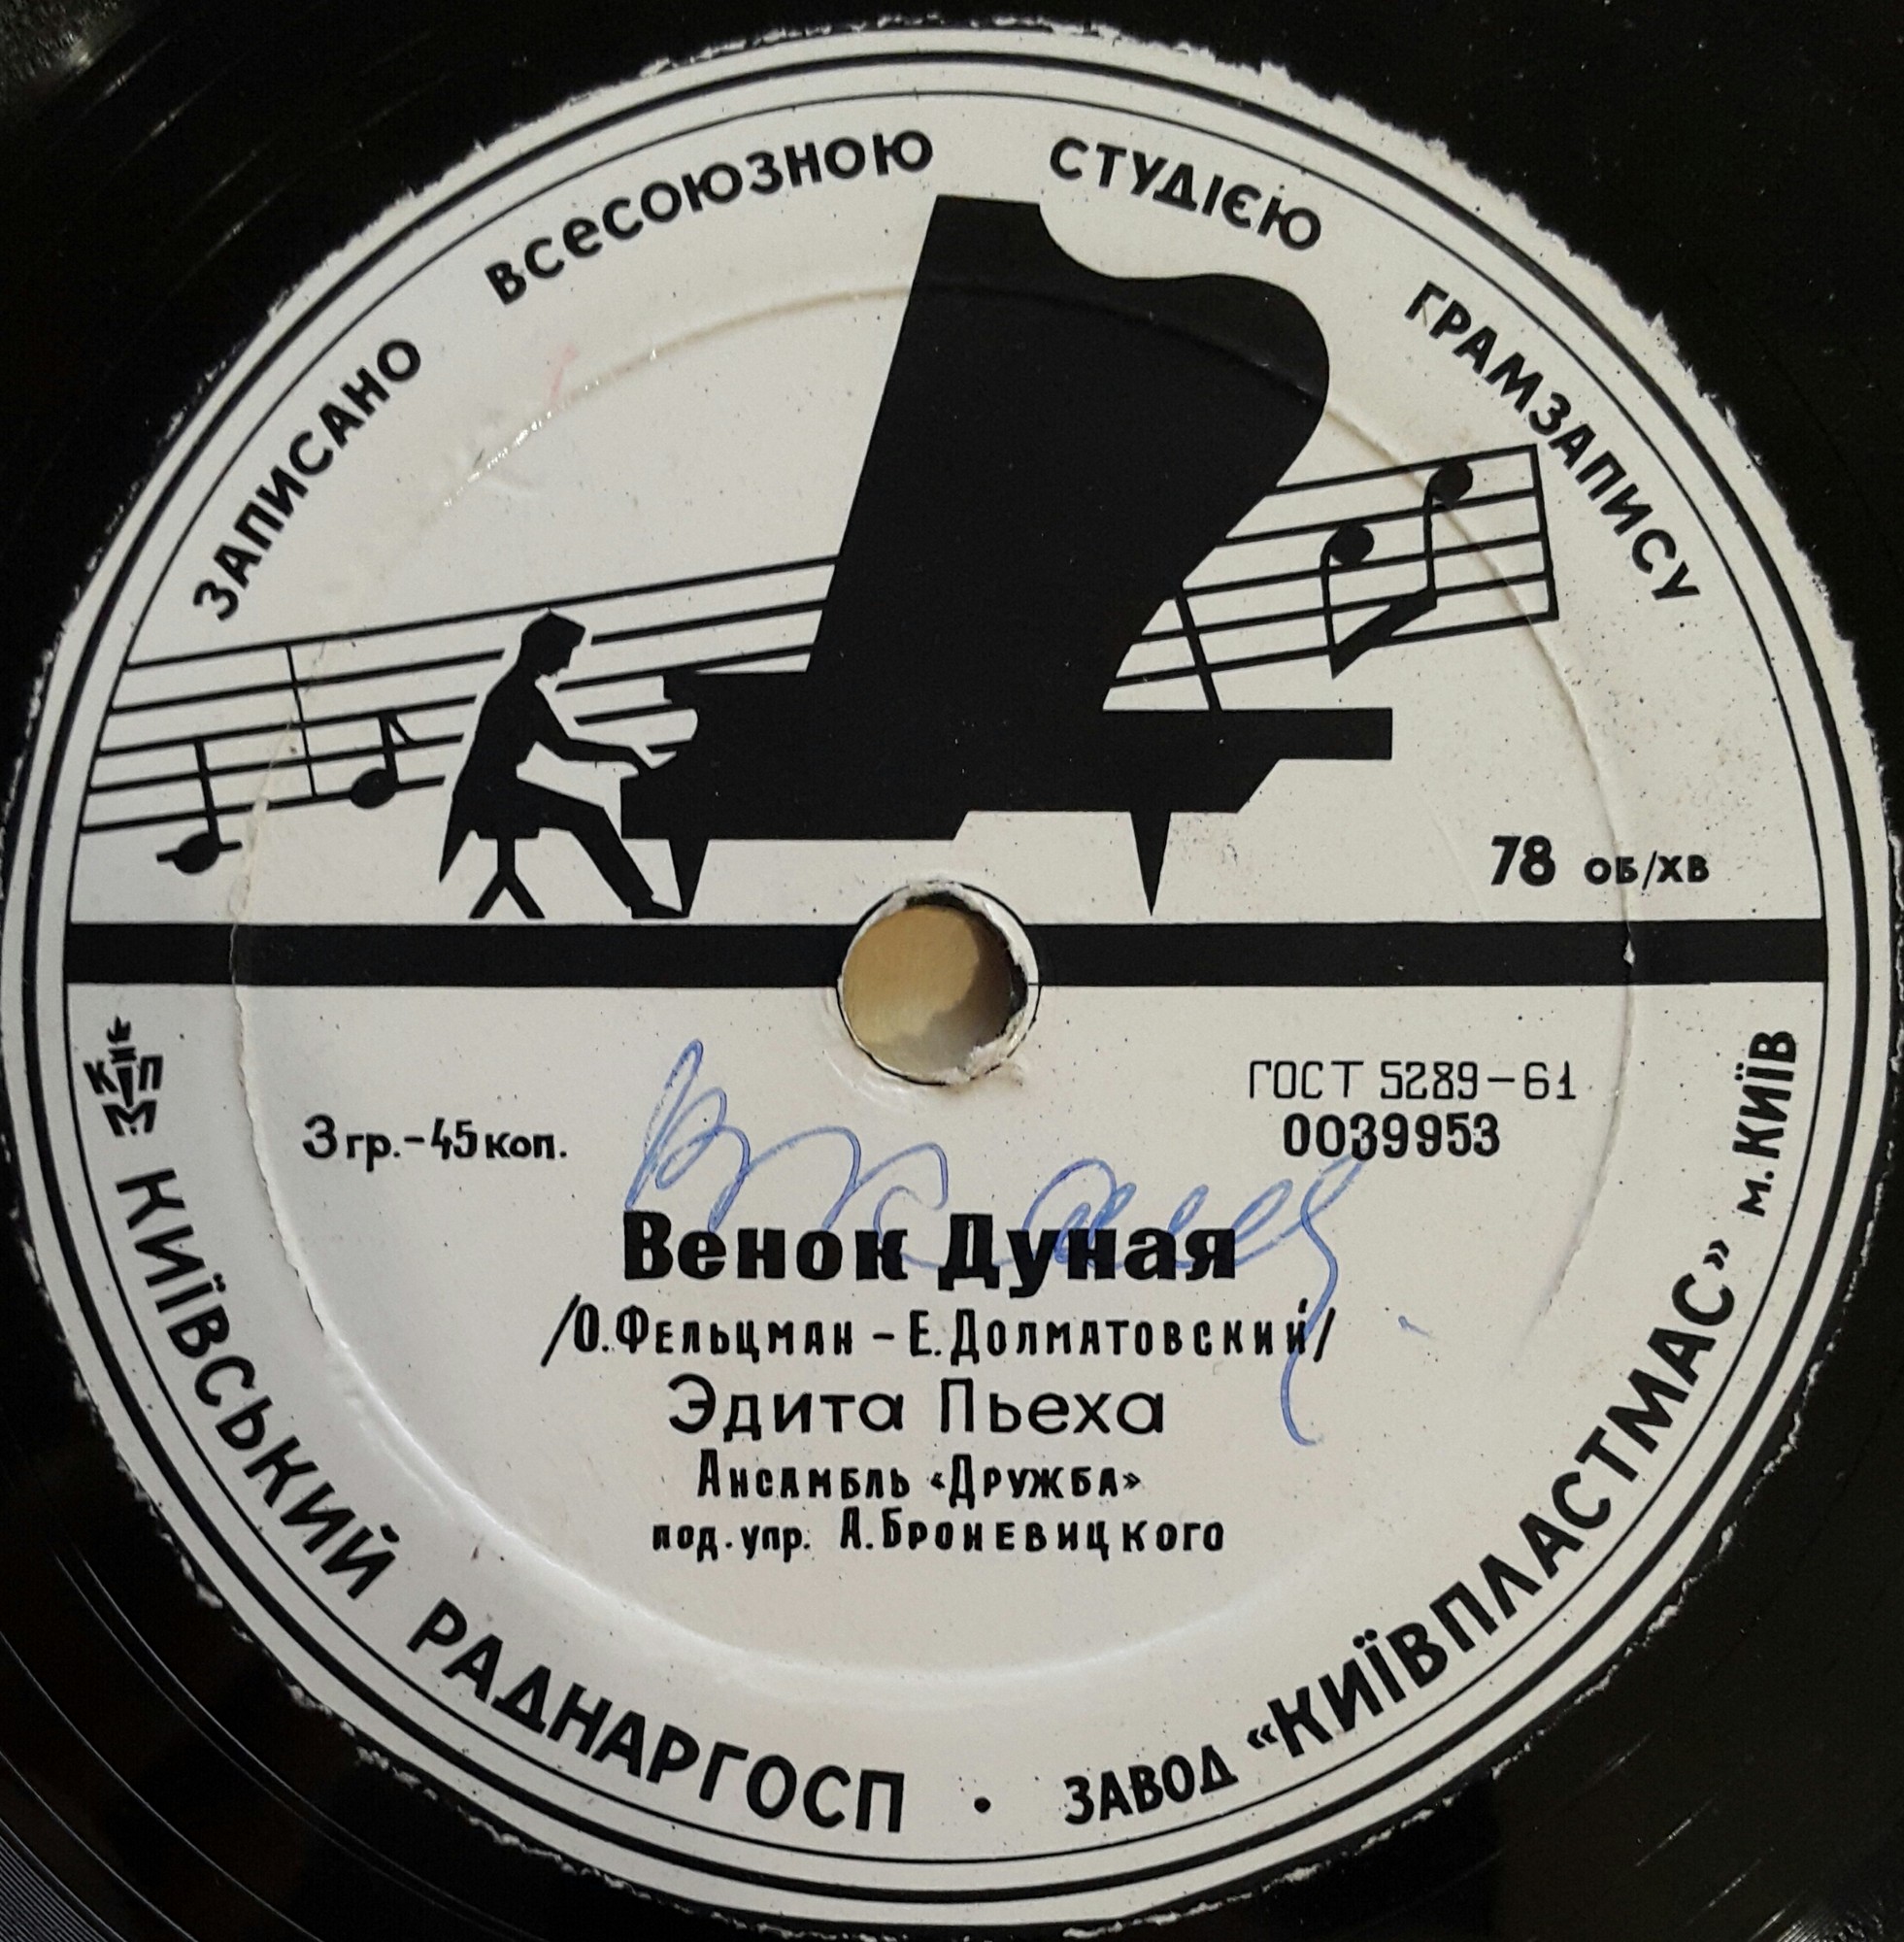 ЗАПИСАНО ВСЕСОЮЗНОЮ СТУДІЄЮ ГРАМЗАПИСУ
78 ОБ/ХВ
ГОСТ 5289-61
0039953
3 гр.-45 коп.
Венок Дуная
/О.Фельцман - Е.Долматовский/
Эдита Пьеха
Ансамбль «Дружба»
под.упр. А.Броневицкого
КИЇВСЬКИЙ РАДНАРГОСП • ЗАВОД «КИЇВПЛАСТМАС» м.КИЇВ